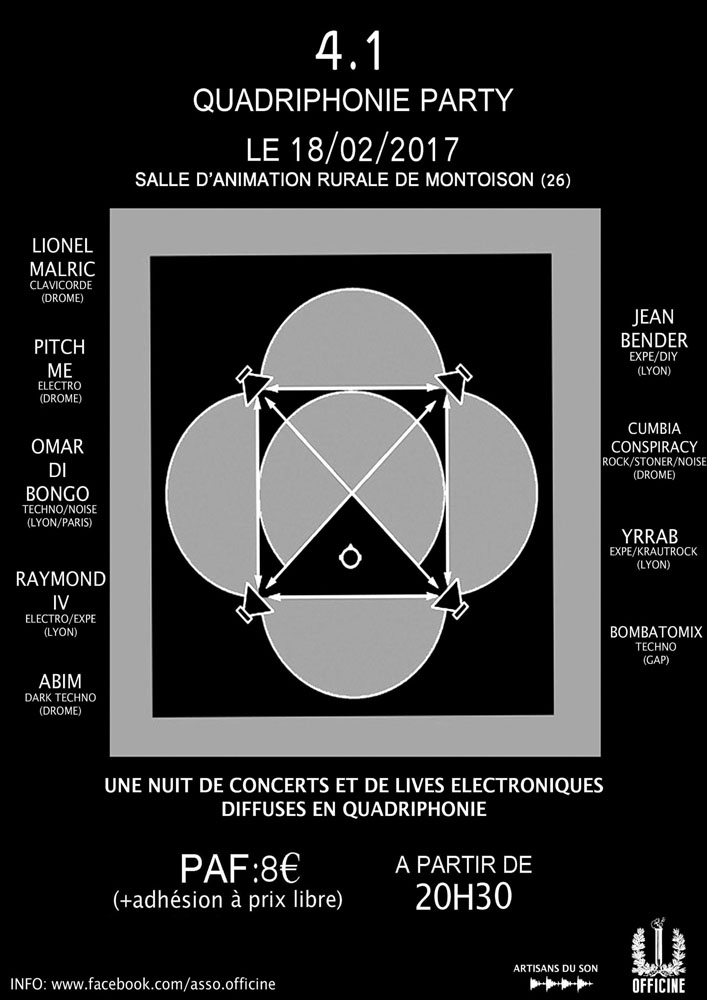 4.1
QUADRIPHONIE PARTY
LE 18/02/2017
SALLE D'ANIMATION RURALE DE MONTOISON (26)
LIONEL
MALRIC
CLAVICORDE
(DROME)
PITCH
ME
ELECTRO
(DROME)
OMAR
DI
BONGO
TECHNO/NOISE
(LYON/PARIS)
RAYMOND
IV
ELECTRO/EXPE
(LYON)
ABIM
DARK TECHNO
(DROME)
JEAN
BENDER
EXPE/DIY
(LYON)
CUMBIA
CONSPIRACY
ROCK/STONER/NOISE
(DROME)
YRRAB
EXPE/KRAUTROCK
(LYON)
BOMBATOMIX
TECHNO
(GAP)
UNE NUIT DE CONCERTS ET DE LIVES ELECTRONIQUES
DIFFUSES EN QUADRIPHONIE
PAF:8€
(+adhésion à prix libre)
A PARTIR DE
20H30
INFO: www.facebook.com/asso.officine
ARTISANS DU SON
OFFICINE